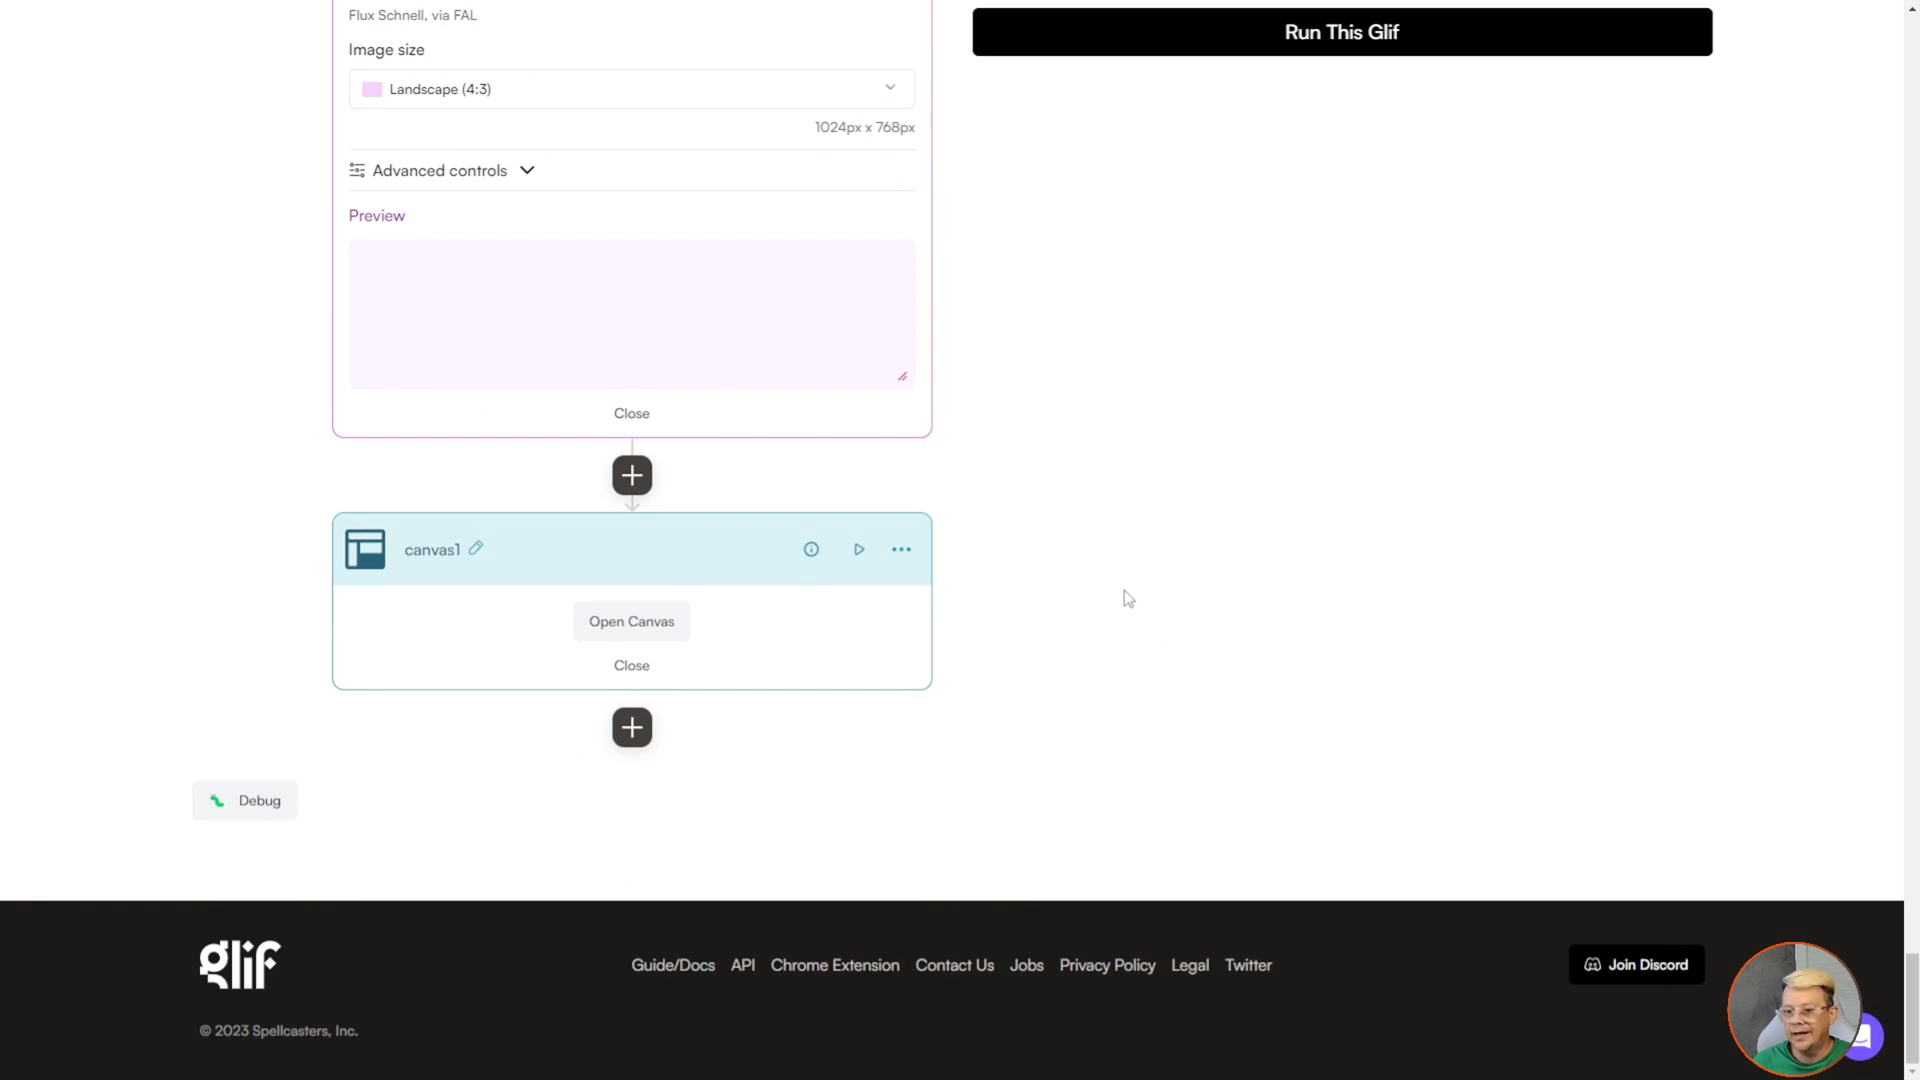 Flux Schnell, via FAL
Run This Glif
Image size
Landscape (4:3)
1024px x 768px
Advanced controls
Preview
Close
canvas1
Open Canvas
Close
Debug
glif
Guide/Docs API Chrome Extension Contact Us Jobs Privacy Policy Legal Twitter
Join Discord
© 2023 Spellcasters, Inc.